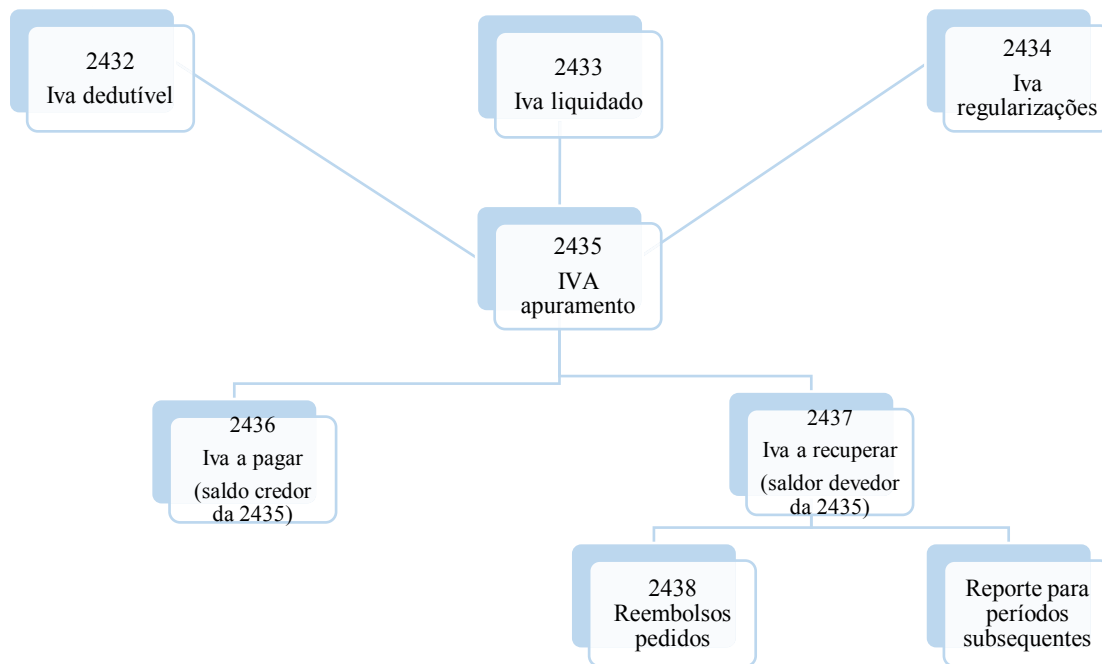 2432
Iva dedutível
2433
Iva liquidado
2434
Iva
regularizações
2435
IVA
apuramento
2436
Iva a pagar
(saldo credor
da 2435)
2437
Iva a recuperar
(saldor devedor
da 2435)
2438
Reembolsos
pedidos
Reporte para
períodos
subsequentes